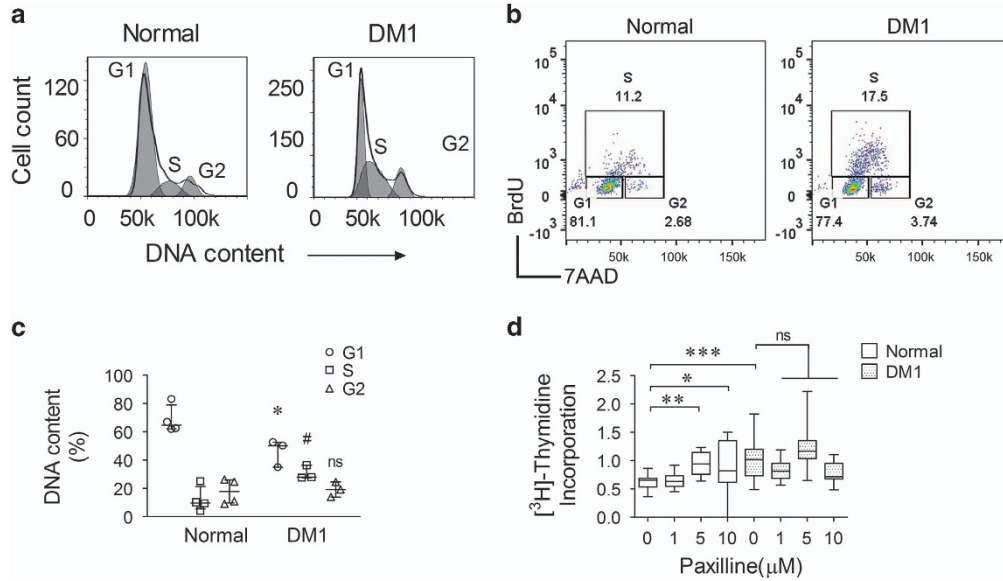 a
Normal
DM1
Cell count
120
60
0
G1
S
G2
0 50k 100k
250
150
0
G1
S
G2
0 50k 100k
DNA content
b
Normal
DM1
BrdU
10^5
10^4
10^3
0
-10^3
S
11.2
G1
81.1
G2
2.68
50k 100k 150k
10^5
10^4
10^3
0
-10^3
S
17.5
G1
77.4
G2
3.74
50k 100k 150k
7AAD
c
G1
S
G2
DNA content
(%)
100
80
60
40
20
0
*
#
ns
Normal DM1
d
ns
Normal
DM1
***
*
**
[³H]-Thymidine
Incorporation
2.5
2.0
1.5
1.0
0.5
0.0
0 1 5 10 0 1 5 10
Paxilline(μM)